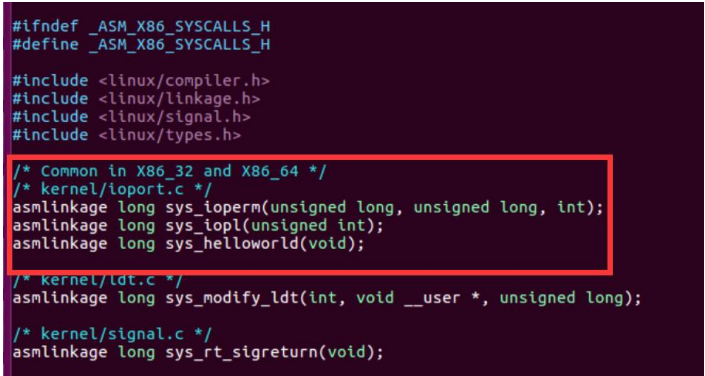 #ifndef _ASM_X86_SYSCALLS_H
#define _ASM_X86_SYSCALLS_H
#include <linux/compiler.h>
#include <linux/linkage.h>
#include <linux/signal.h>
#include <linux/types.h>
/* Common in X86_32 and X86_64 */
/* kernel/ioport.c */
asmlinkage long sys_ioperm(unsigned long, unsigned long, int);
asmlinkage long sys_iopl(unsigned int);
asmlinkage long sys_helloworld(void);
/* kernel/ldt.c */
asmlinkage long sys_modify_ldt(int, void __user *, unsigned long);
/* kernel/signal.c */
asmlinkage long sys_rt_sigreturn(void);